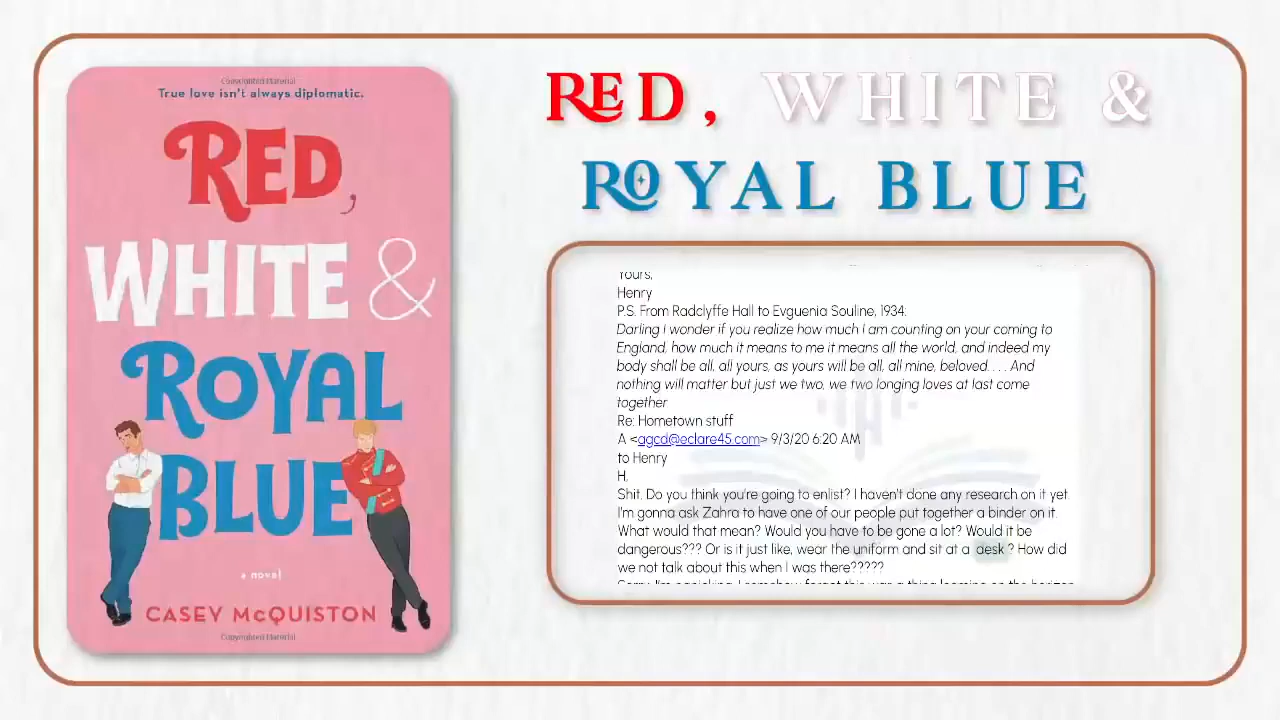 Copyrighted Material
True love isn't always diplomatic.
RED,
WHITE &
ROYAL
BLUE
a novel
CASEY McQUISTON
Copyrighted Material
RED, WHITE &
ROYAL BLUE
Yours,
Henry
P.S. From Radclyffe Hall to Evguenia Souline, 1934:
Darling I wonder if you realize how much I am counting on your coming to
England, how much it means to me it means all the world, and indeed my
body shall be all, all yours, as yours will be all, all mine, beloved. . . . And
nothing will matter but just we two, we two longing loves at last come
together.
Re: Hometown stuff
A <agcd@eclare45.com> 9/3/20 6:20 AM
to Henry
H,
Shit. Do you think you're going to enlist? I haven't done any research on it yet.
I'm gonna ask Zahra to have one of our people put together a binder on it.
What would that mean? Would you have to be gone a lot? Would it be
dangerous??? Or is it just like, wear the uniform and sit at a desk? How did
we not talk about this when I was there?????